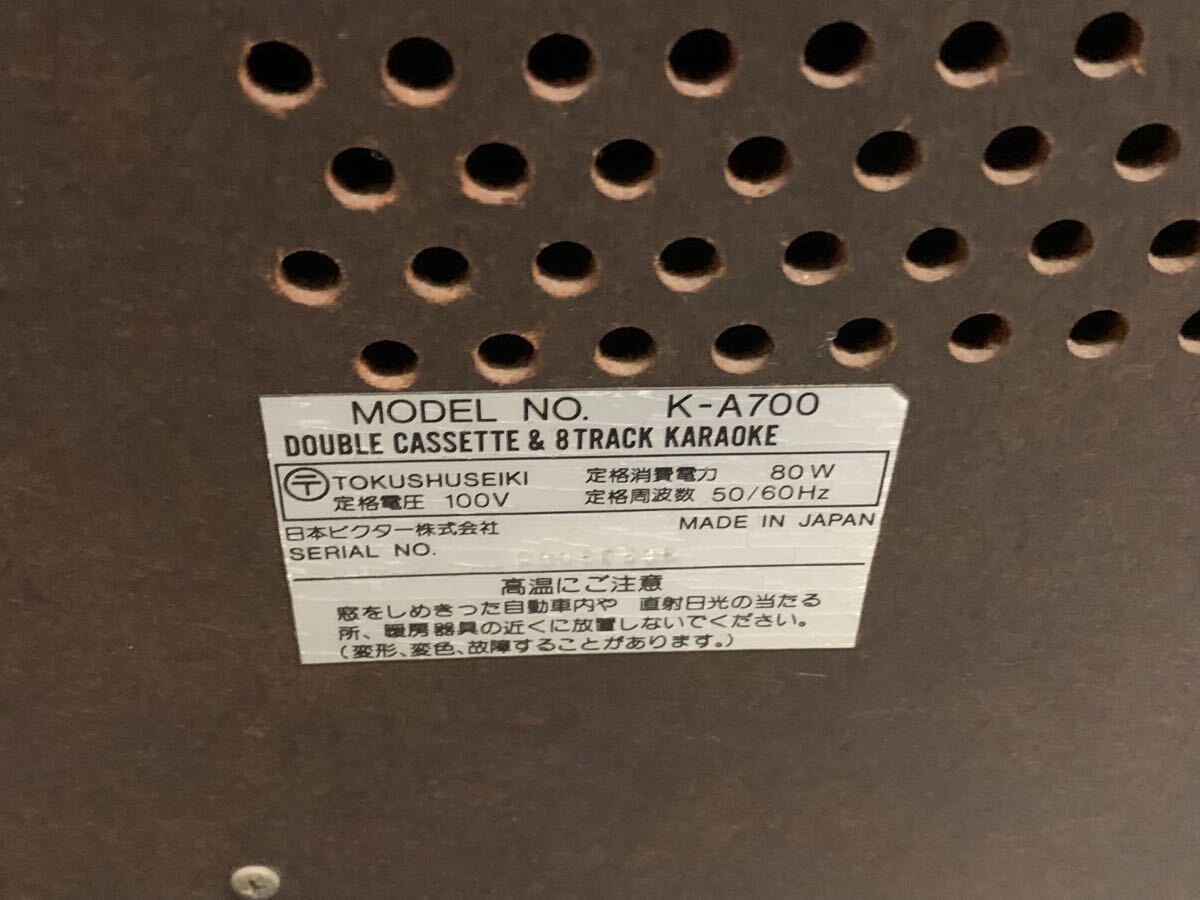 MODEL NO. K-A700
DOUBLE CASSETTE & 8TRACK KARAOKE
〒 TOKUSHUSEIKI 定格消費電力 80W
定格電圧 100V 定格周波数 50/60Hz
日本ビクター株式会社 MADE IN JAPAN
SERIAL NO.
高温にご注意
窓をしめきった自動車内や 直射日光の当たる
所、暖房器具の近くに放置しないでください。
(変形、変色、故障することがあります。)